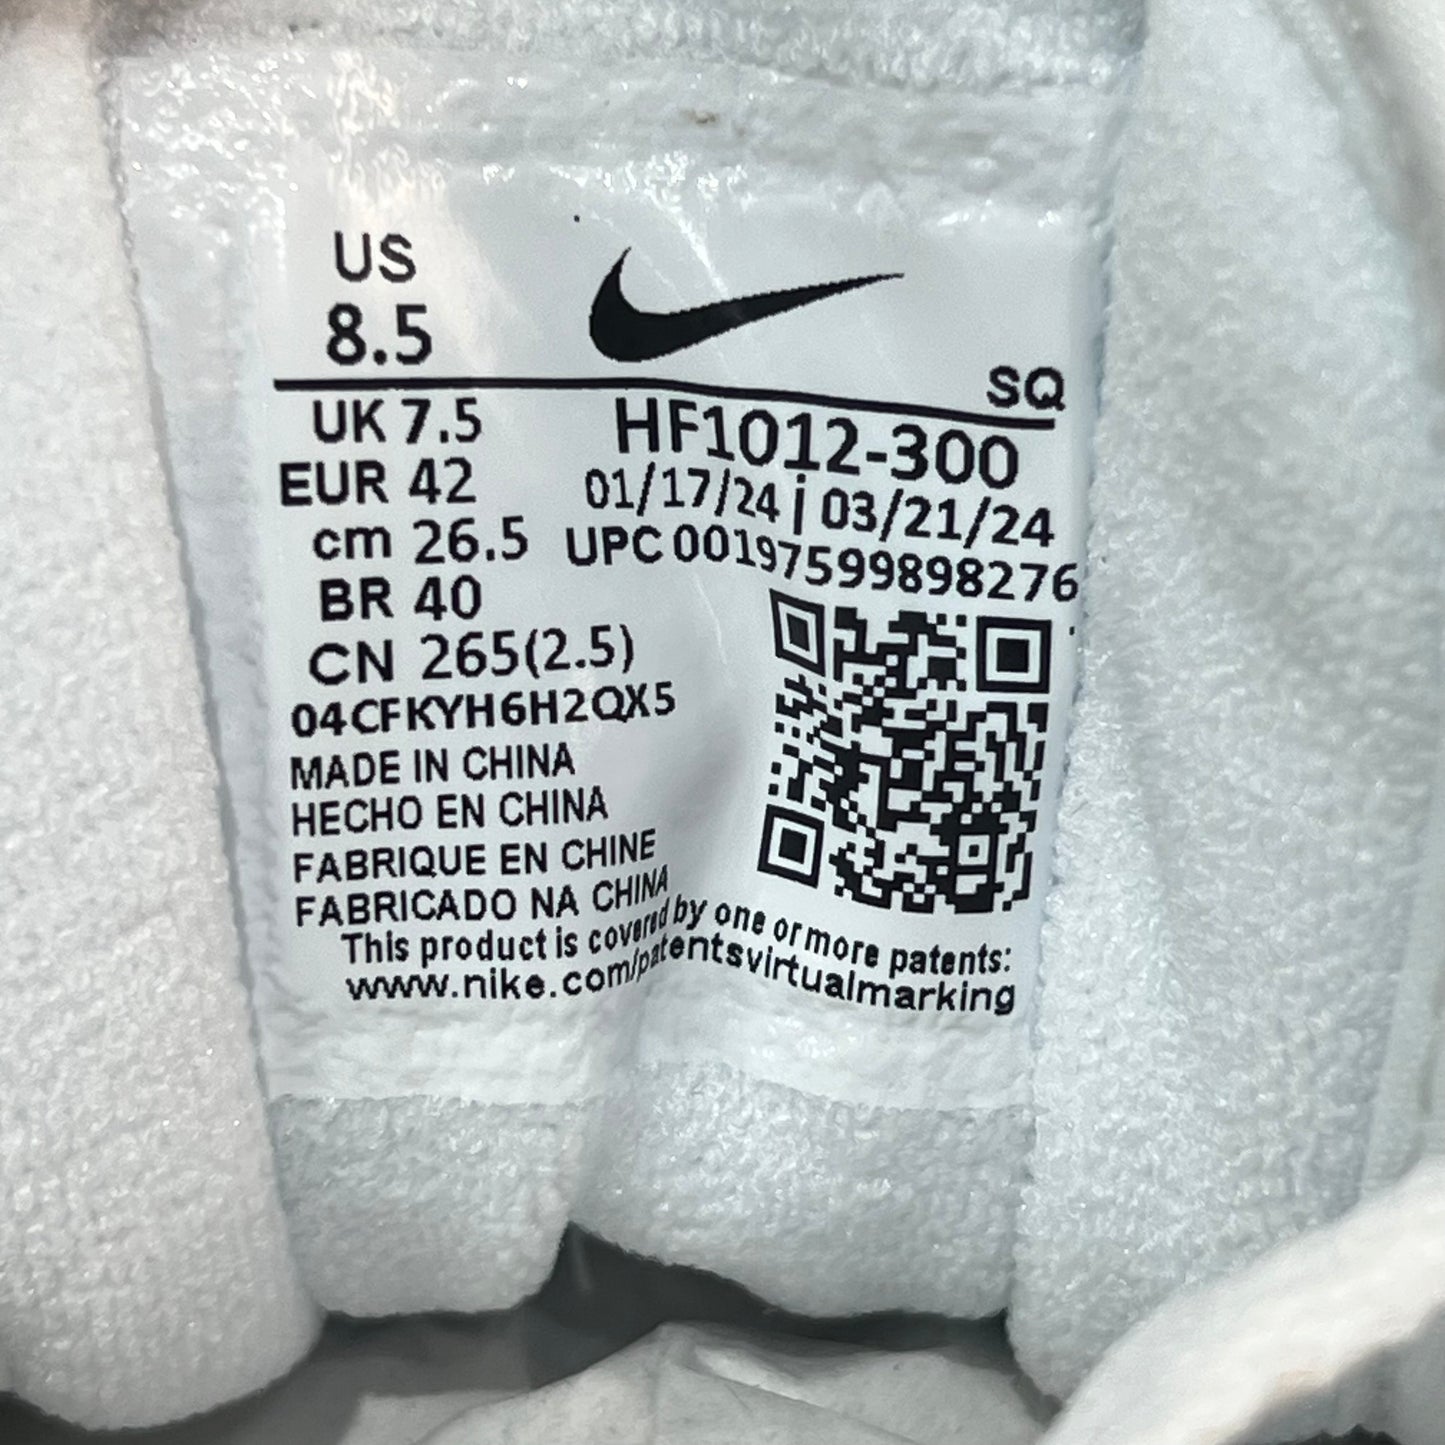 US
8.5
SQ
UK 7.5
HF1012-300
EUR 42
01/17/24 | 03/21/24
cm 26.5
UPC 00197599898276
BR 40
CN 265(2.5)
04CFKYH6H2QX5
MADE IN CHINA
HECHO EN CHINA
FABRIQUE EN CHINE
FABRICADO NA CHINA
This product is covered by one or more patents:
www.nike.com/patentsvirtualmarking